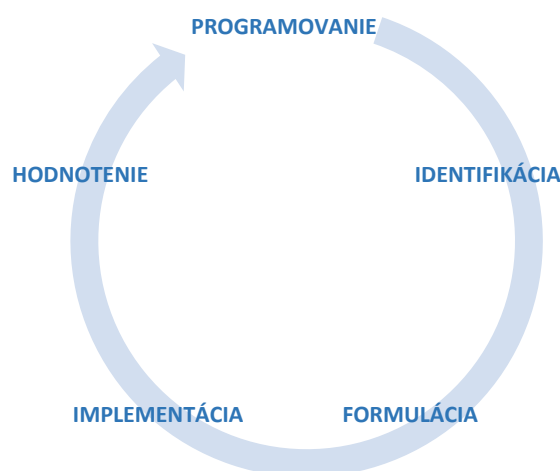 PROGRAMOVANIE
HODNOTENIE
IDENTIFIKÁCIA
IMPLEMENTÁCIA
FORMULÁCIA